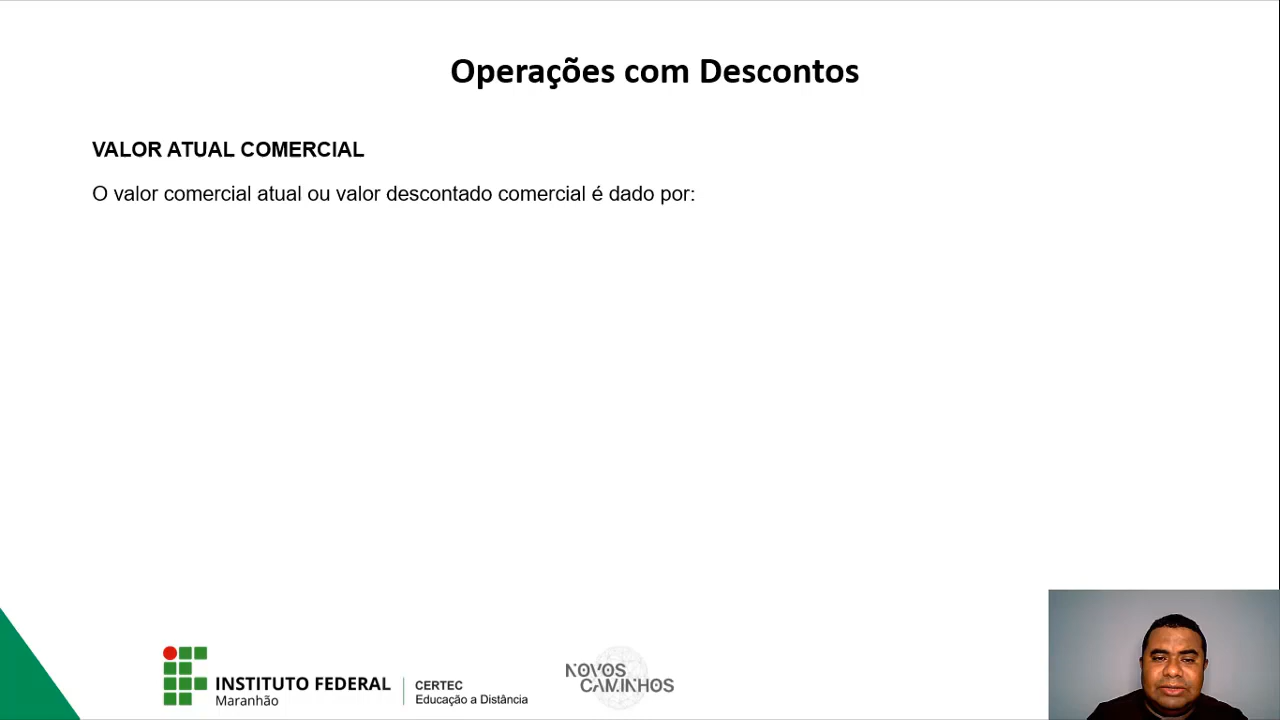 Operações com Descontos
VALOR ATUAL COMERCIAL
O valor comercial atual ou valor descontado comercial é dado por:
INSTITUTO FEDERAL
Maranhão
CERTEC
Educação a Distância
NOVOS
CAMINHOS